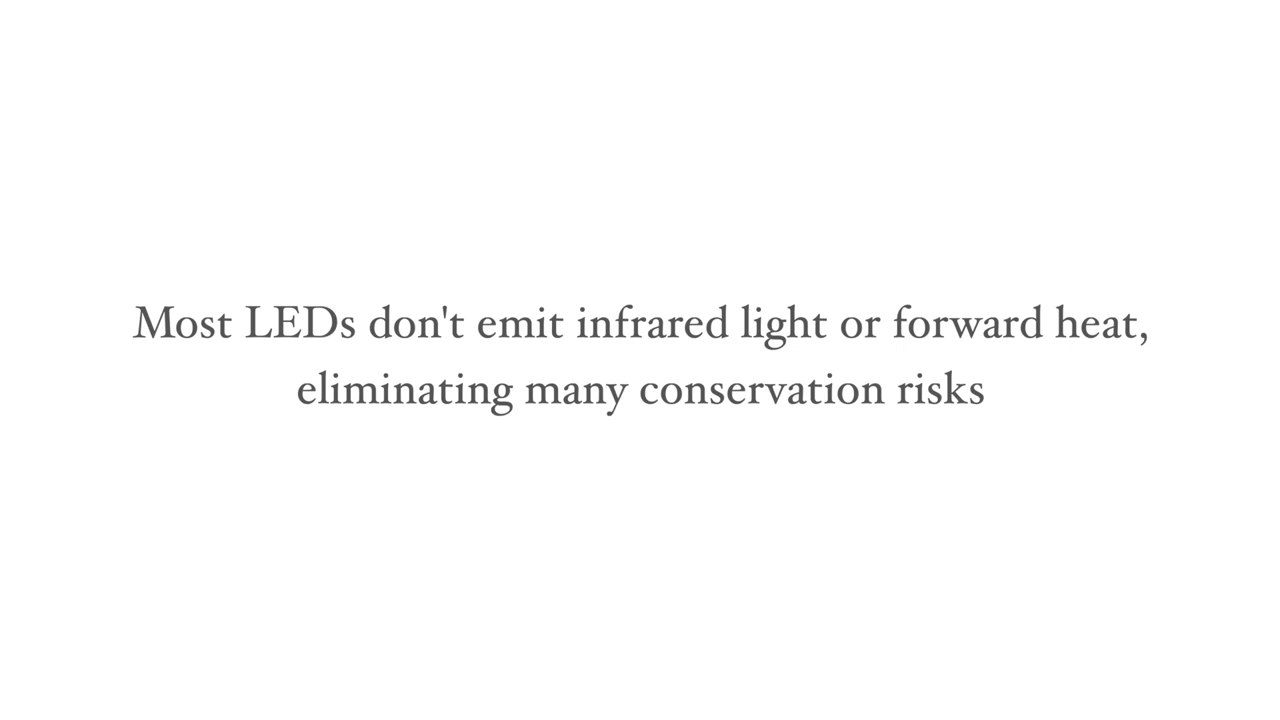 Most LEDs don't emit infrared light or forward heat,
eliminating many conservation risks